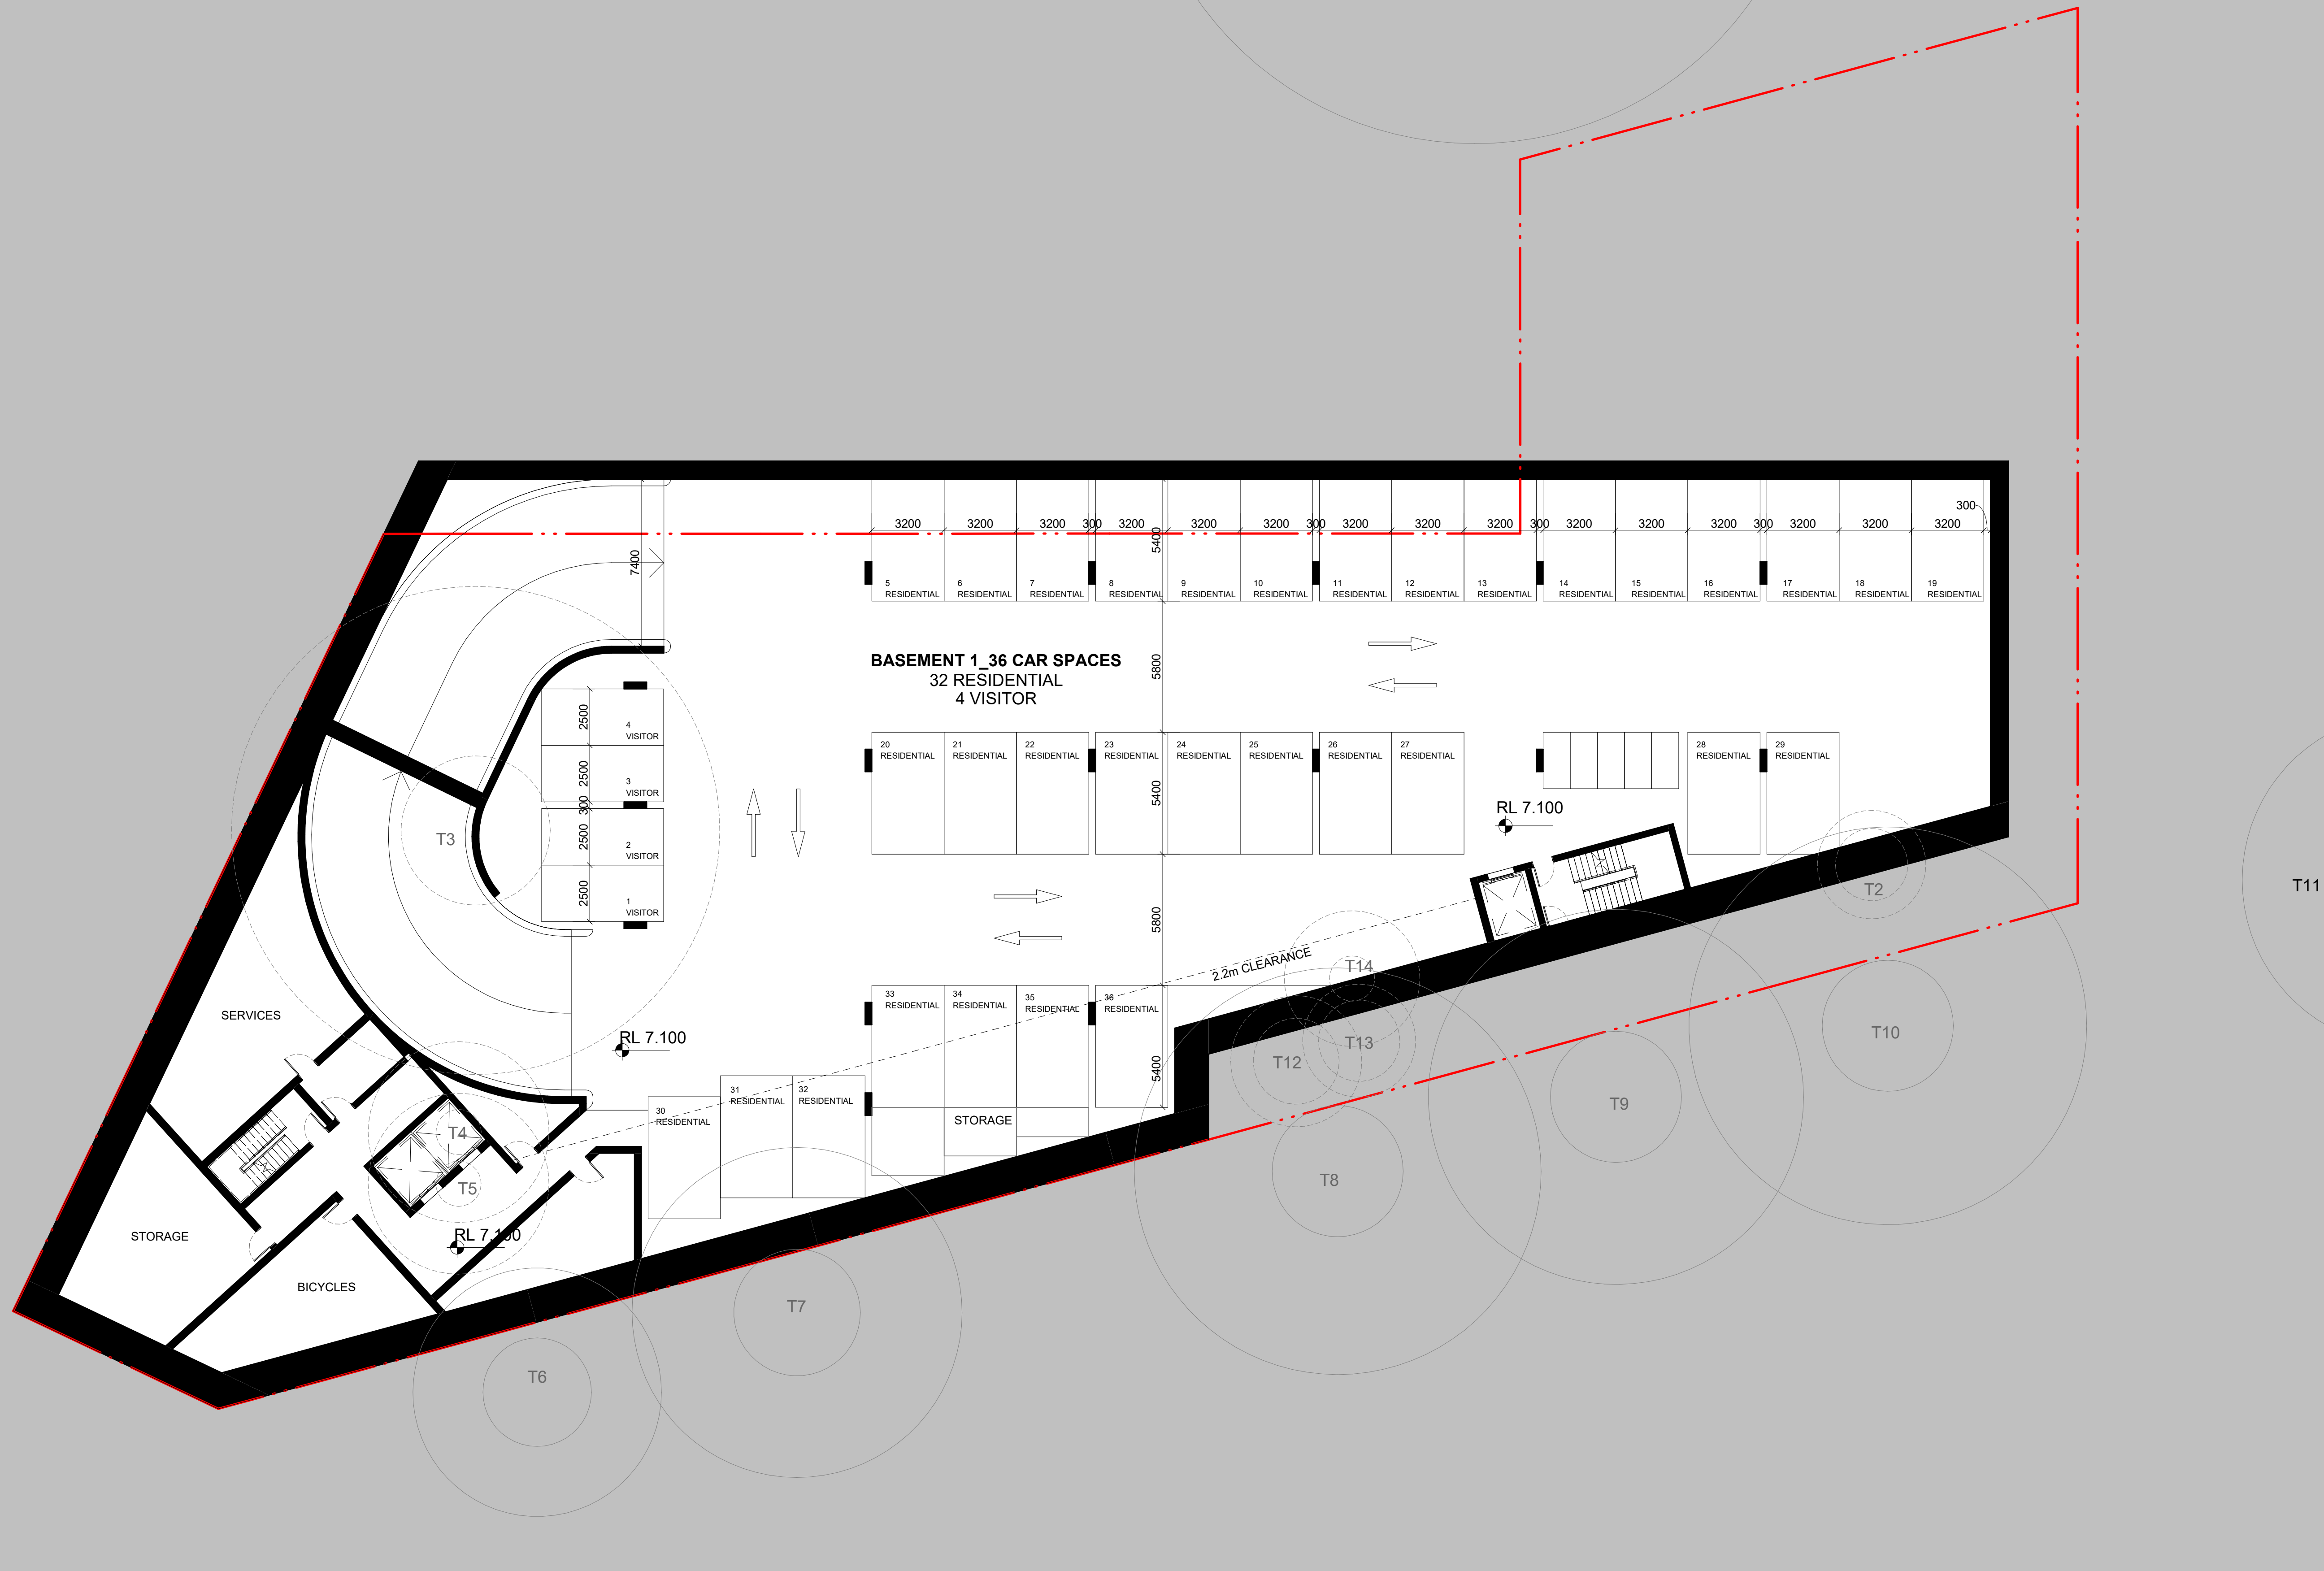 3200
3200
3200
300
3200
3200
3200
300
3200
3200
3200
300
3200
3200
3200
300
3200
3200
3200
300
5400
7400
5
RESIDENTIAL
6
RESIDENTIAL
7
RESIDENTIAL
8
RESIDENTIAL
9
RESIDENTIAL
10
RESIDENTIAL
11
RESIDENTIAL
12
RESIDENTIAL
13
RESIDENTIAL
14
RESIDENTIAL
15
RESIDENTIAL
16
RESIDENTIAL
17
RESIDENTIAL
18
RESIDENTIAL
19
RESIDENTIAL
BASEMENT 1_36 CAR SPACES
32 RESIDENTIAL
4 VISITOR
5800
2500
4
VISITOR
2500
3
VISITOR
300
2500
2
VISITOR
2500
1
VISITOR
20
RESIDENTIAL
21
RESIDENTIAL
22
RESIDENTIAL
23
RESIDENTIAL
24
RESIDENTIAL
25
RESIDENTIAL
26
RESIDENTIAL
27
RESIDENTIAL
28
RESIDENTIAL
29
RESIDENTIAL
5400
RL 7.100
T3
T2
T11
5800
2.2m CLEARANCE
T14
33
RESIDENTIAL
34
RESIDENTIAL
35
RESIDENTIAL
36
RESIDENTIAL
SERVICES
RL 7.100
T12
T13
T10
5400
T9
30
RESIDENTIAL
31
RESIDENTIAL
32
RESIDENTIAL
STORAGE
T4
T5
T8
STORAGE
RL 7.100
BICYCLES
T7
T6